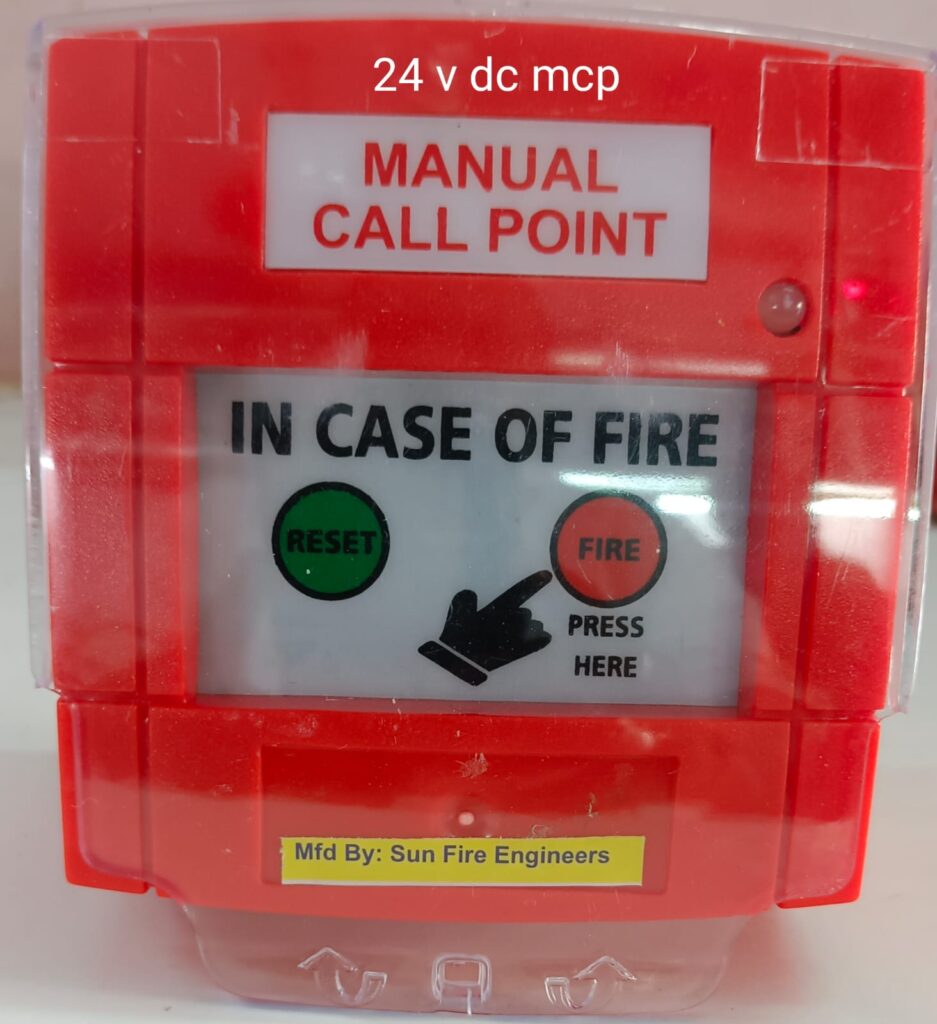 24 v dc mcp
MANUAL
CALL POINT
IN CASE OF FIRE
RESET
FIRE
PRESS
HERE
Mfd By: Sun Fire Engineers